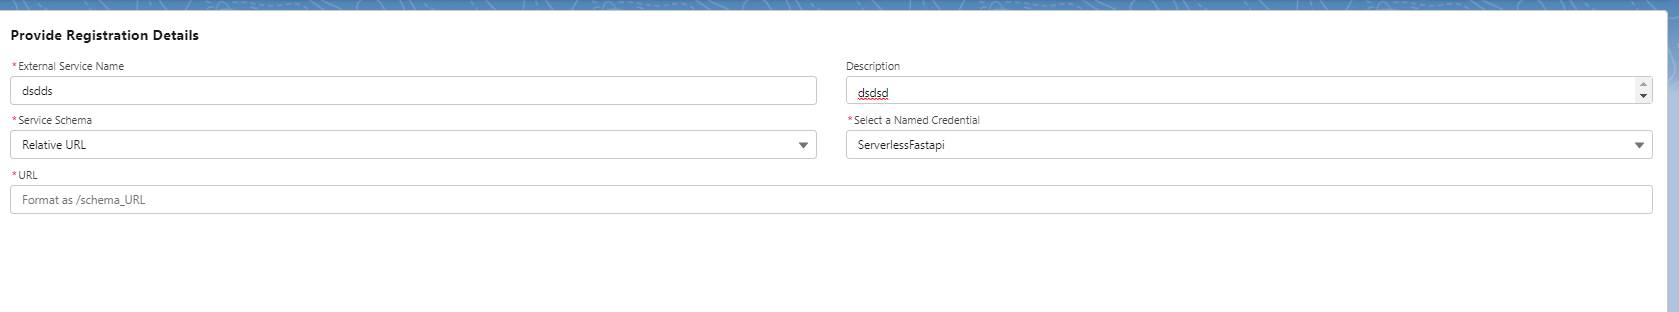 Provide Registration Details
*External Service Name
dsdds
Description
dsdsd
*Service Schema
Relative URL
*Select a Named Credential
ServerlessFastapi
*URL
Format as /schema_URL